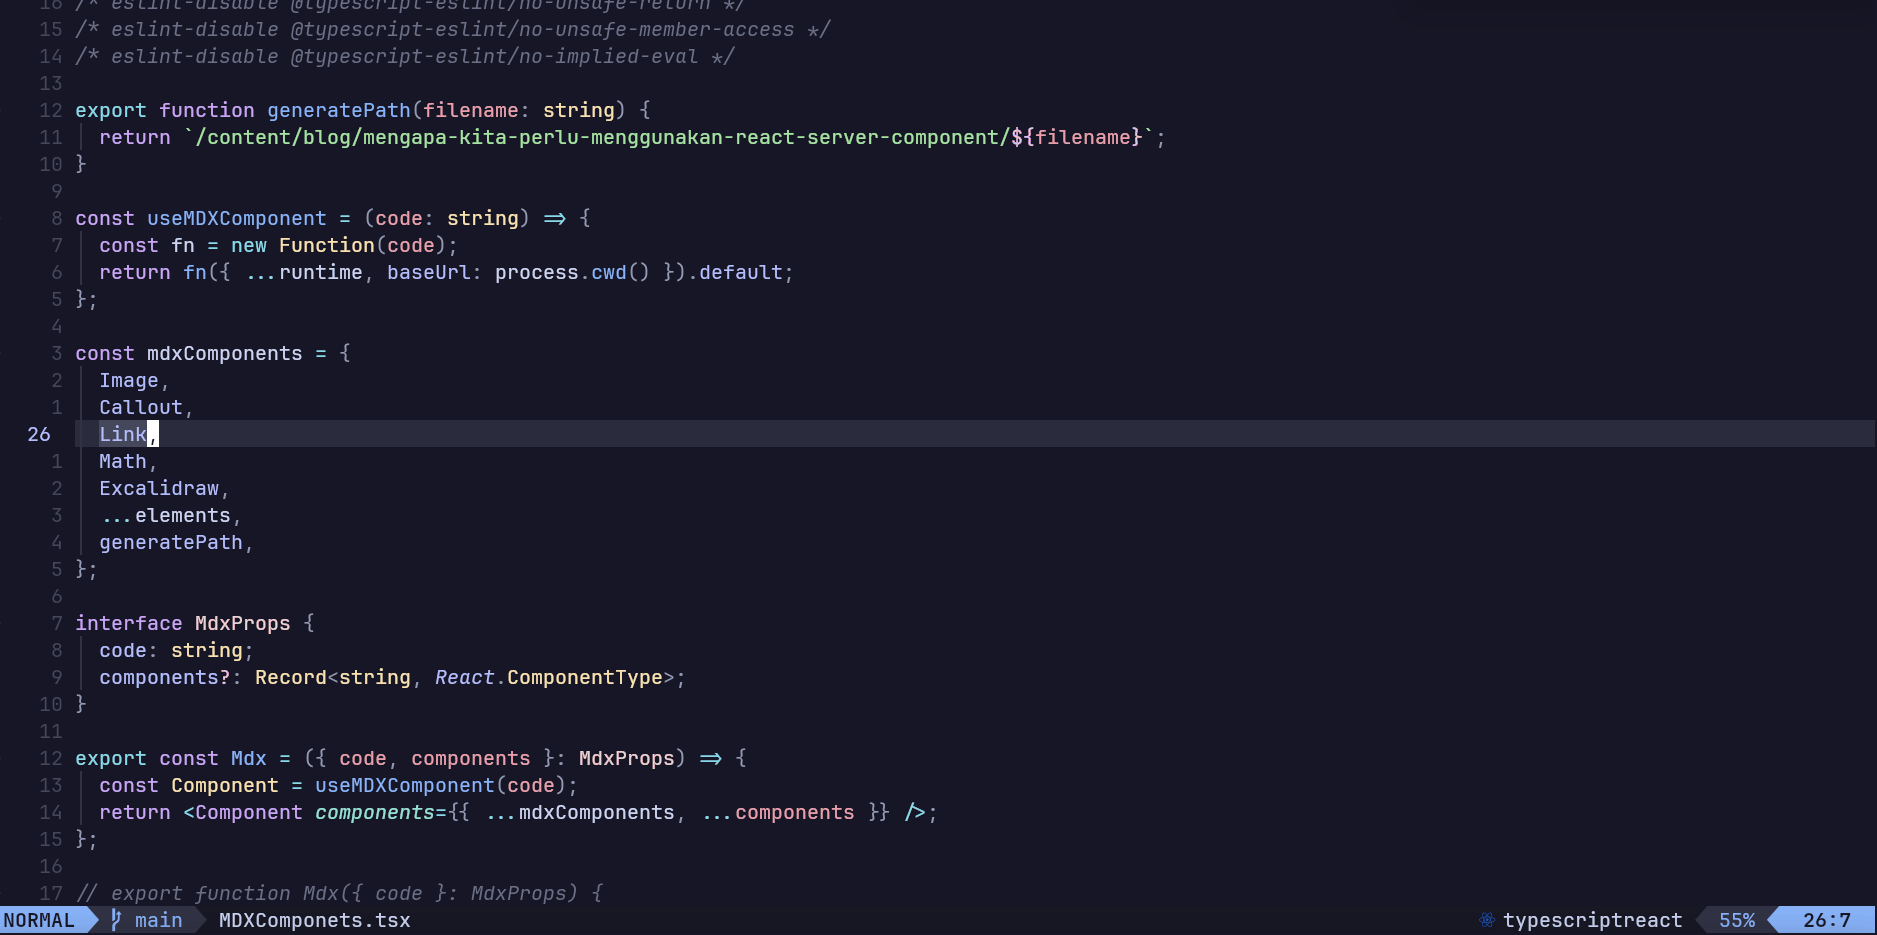 16 /* eslint-disable @typescript-eslint/no-unsafe-return */
15 /* eslint-disable @typescript-eslint/no-unsafe-member-access */
14 /* eslint-disable @typescript-eslint/no-implied-eval */
13
12 export function generatePath(filename: string) {
11   return `/content/blog/mengapa-kita-perlu-menggunakan-react-server-component/${filename}`;
10 }
9
8 const useMDXComponent = (code: string) => {
7   const fn = new Function(code);
6   return fn({ ...runtime, baseUrl: process.cwd() }).default;
5 };
4
3 const mdxComponents = {
2   Image,
1   Callout,
26   Link,
1   Math,
2   Excalidraw,
3   ...elements,
4   generatePath,
5 };
6
7 interface MdxProps {
8   code: string;
9   components?: Record<string, React.ComponentType>;
10 }
11
12 export const Mdx = ({ code, components }: MdxProps) => {
13   const Component = useMDXComponent(code);
14   return <Component components={{ ...mdxComponents, ...components }} />;
15 };
16
17 // export function Mdx({ code }: MdxProps) {
NORMAL main MDXComponets.tsx typescriptreact 55% 26:7